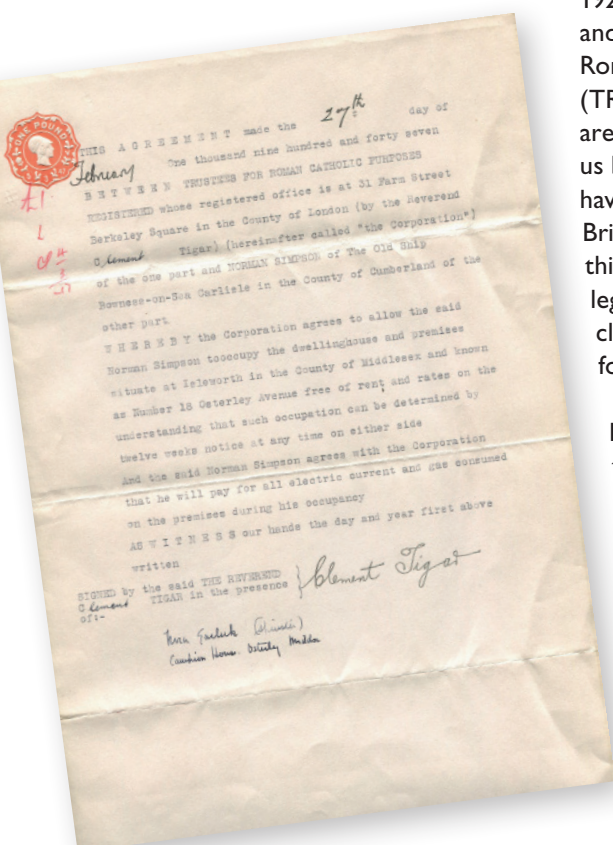 ONE POUND
THIS AGREEMENT made the 27th day of
February One thousand nine hundred and forty seven
BETWEEN TRUSTEES FOR ROMAN CATHOLIC PURPOSES
REGISTERED whose registered office is at 31 Farm Street
Berkeley Square in the County of London (by the Reverend
Clement Tigar) (hereinafter called "the Corporation")
of the one part and NORMAN SIMPSON of The Old Ship
Bowness-on-Sea Carlisle in the County of Cumberland of the
other part
WHEREBY the Corporation agrees to allow the said
Norman Simpson tooccupy the dwellinghouse and premises
situate at Isleworth in the County of Middlesex and known
as Number 18 Osterley Avenue free of rent and rates on the
understanding that such occupation can be determined by
twelve weeks notice at any time on either side
And the said Norman Simpson agrees with the Corporation
that he will pay for all electric current and gas consumed
on the premises during his occupancy
AS WITNESS our hands the day and year first above
written
SIGNED by the said THE REVEREND
Clement TIGAR in the presence
of:-
Clement Tigar
Campion House. Osterley Middx
£1
192
and
Ro
(T
are
us
hav
Bri
thi
leg
cl
fo